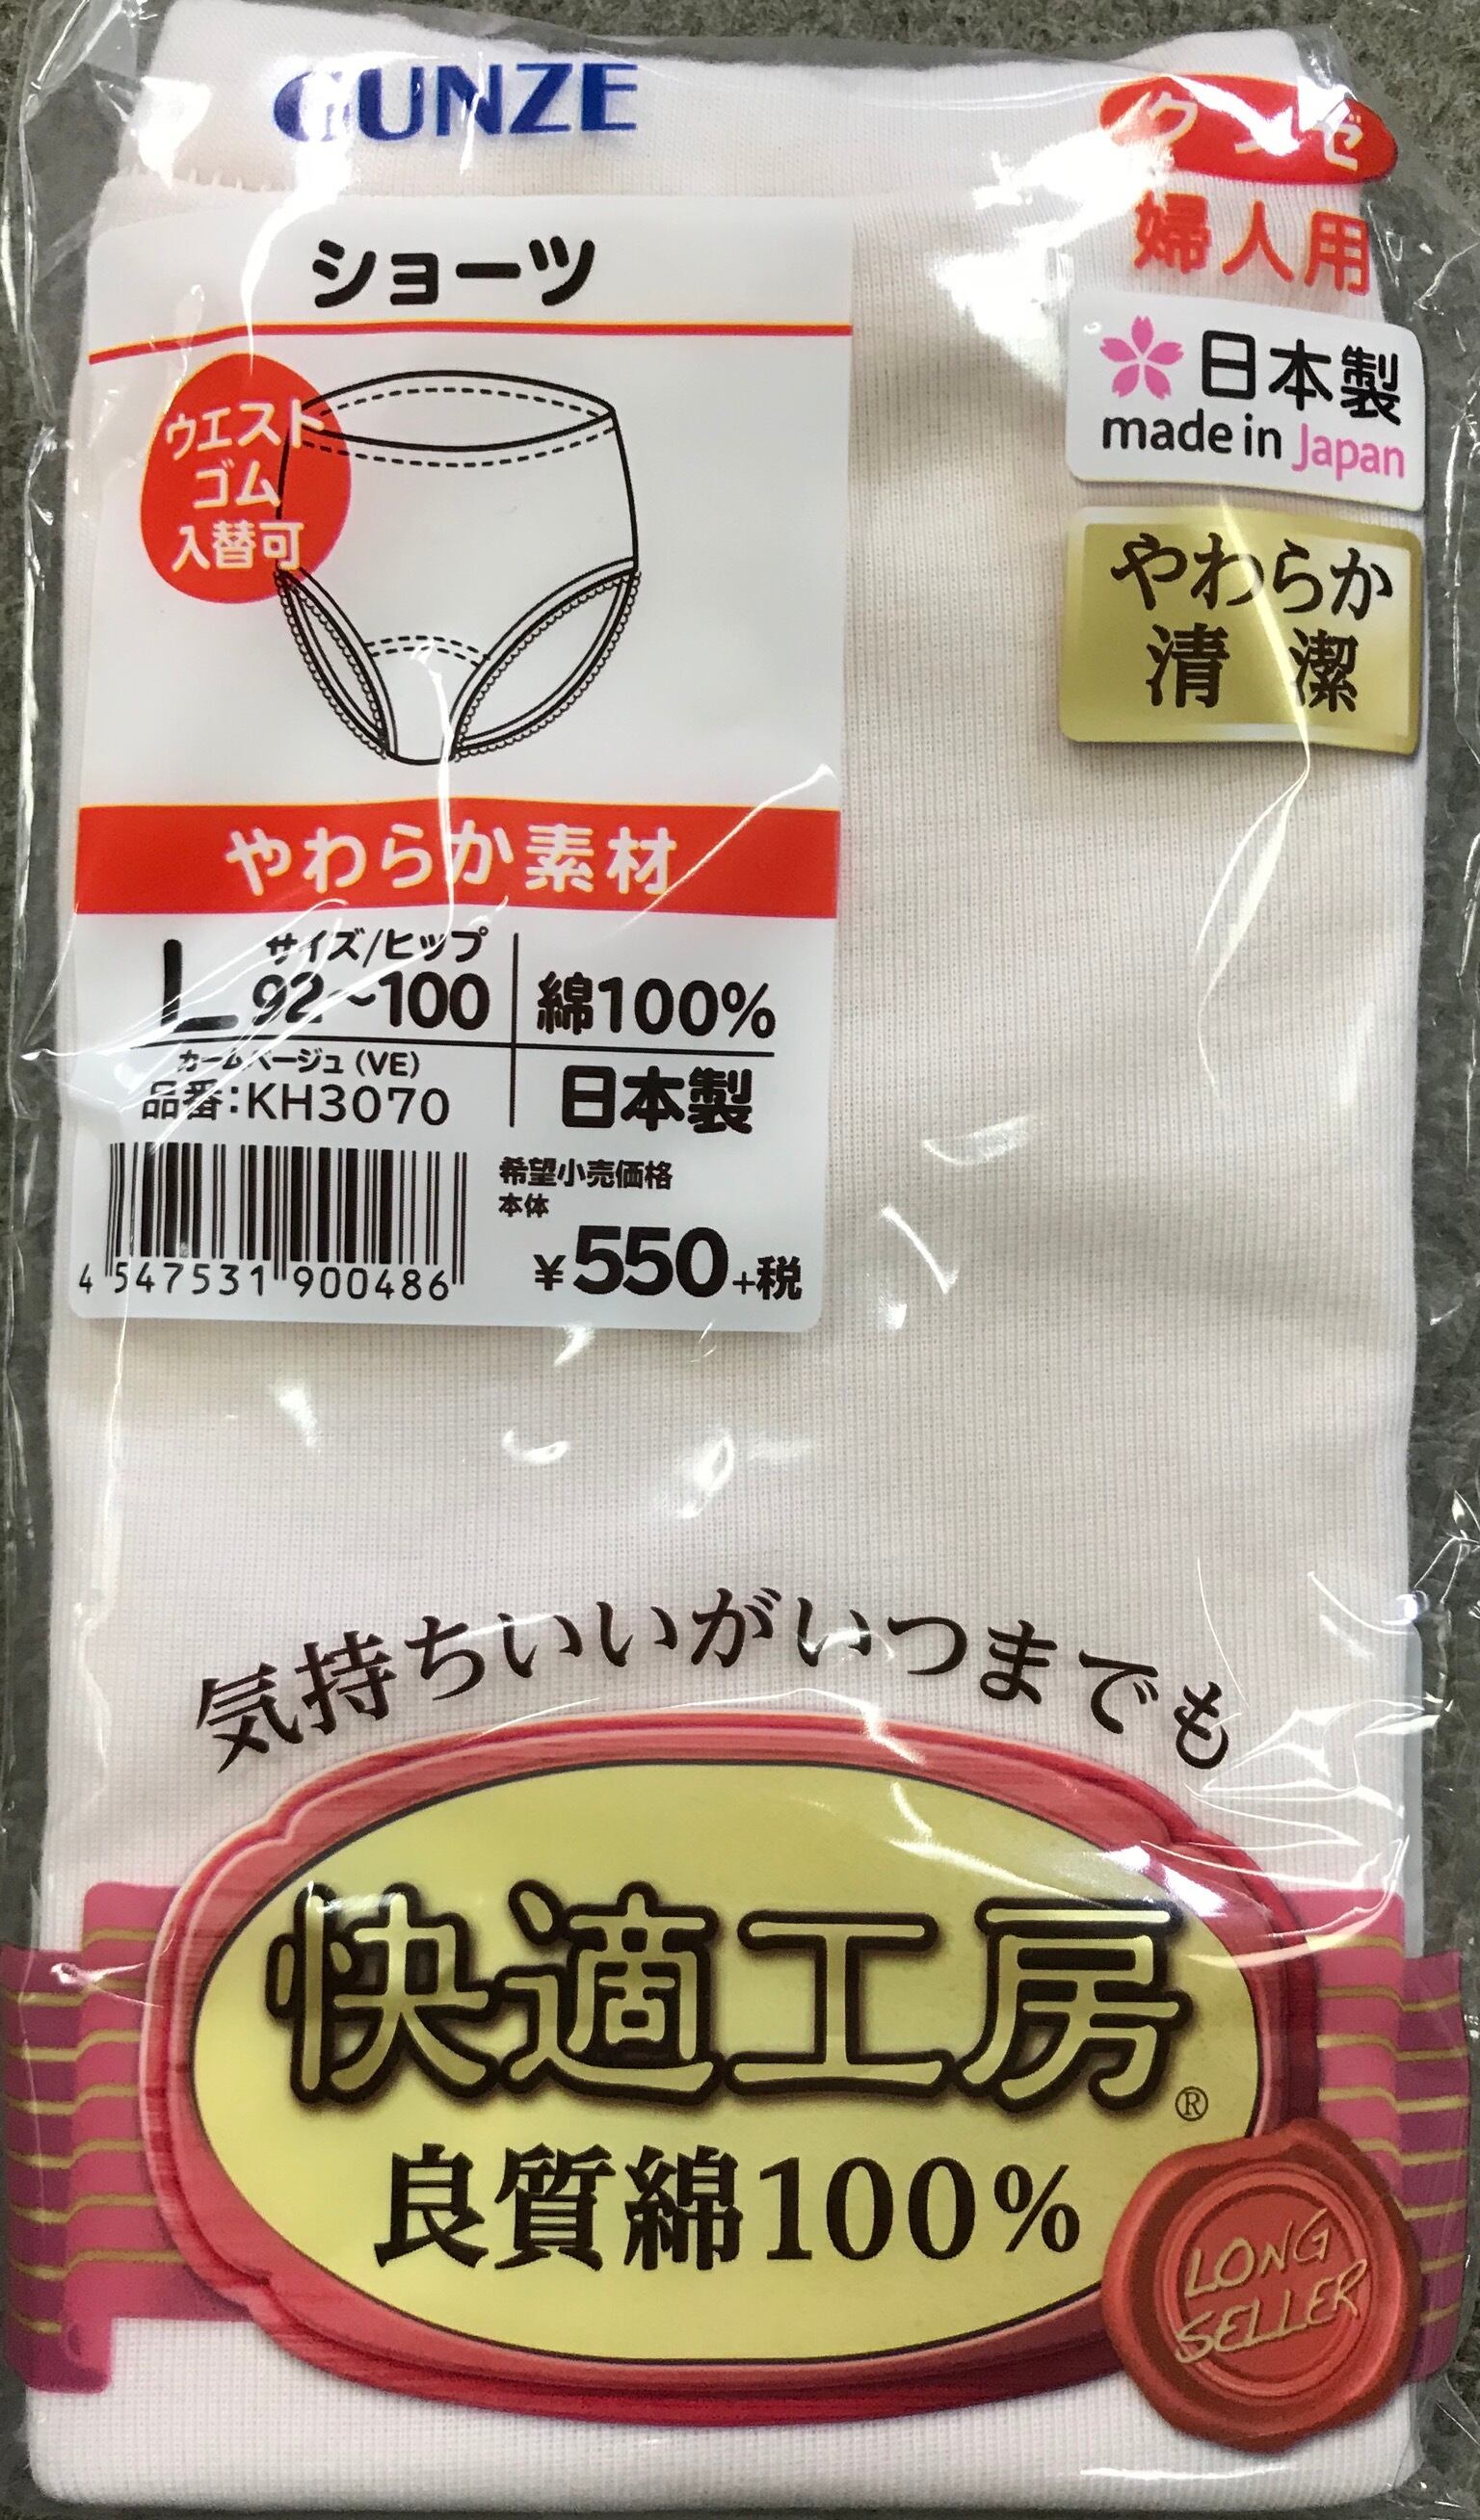 GUNZE
グンゼ
婦人用
日本製
made in Japan
やわらか
清潔
ショーツ
ウエスト
ゴム
入替可
やわらか素材
サイズ/ヒップ
L 92~100
綿100%
カームベージュ(VE)
品番:KH3070
日本製
4 547531 900486
希望小売価格
本体
¥550+税
気持ちいいがいつまでも
快適工房®
良質綿100%
LONG
SELLER